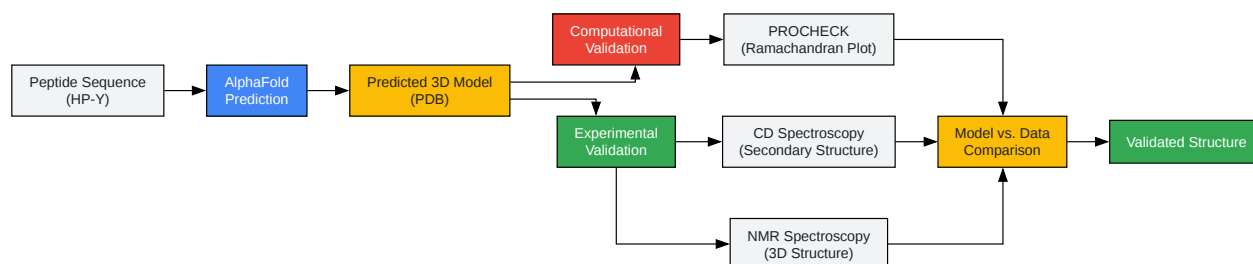 Peptide Sequence
(HP-Y)
AlphaFold
Prediction
Predicted 3D Model
(PDB)
Computational
Validation
PROCHECK
(Ramachandran Plot)
Experimental
Validation
CD Spectroscopy
(Secondary Structure)
NMR Spectroscopy
(3D Structure)
Model vs. Data
Comparison
Validated Structure